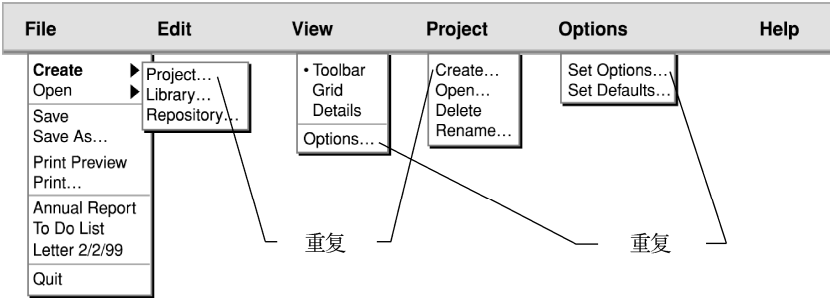 File Edit View Project Options Help
Create
Open
Save
Save As...
Print Preview
Print...
Annual Report
To Do List
Letter 2/2/99
Quit
Project...
Library...
Repository...
• Toolbar
Grid
Details
Options...
Create...
Open...
Delete
Rename...
Set Options...
Set Defaults...
重复
重复